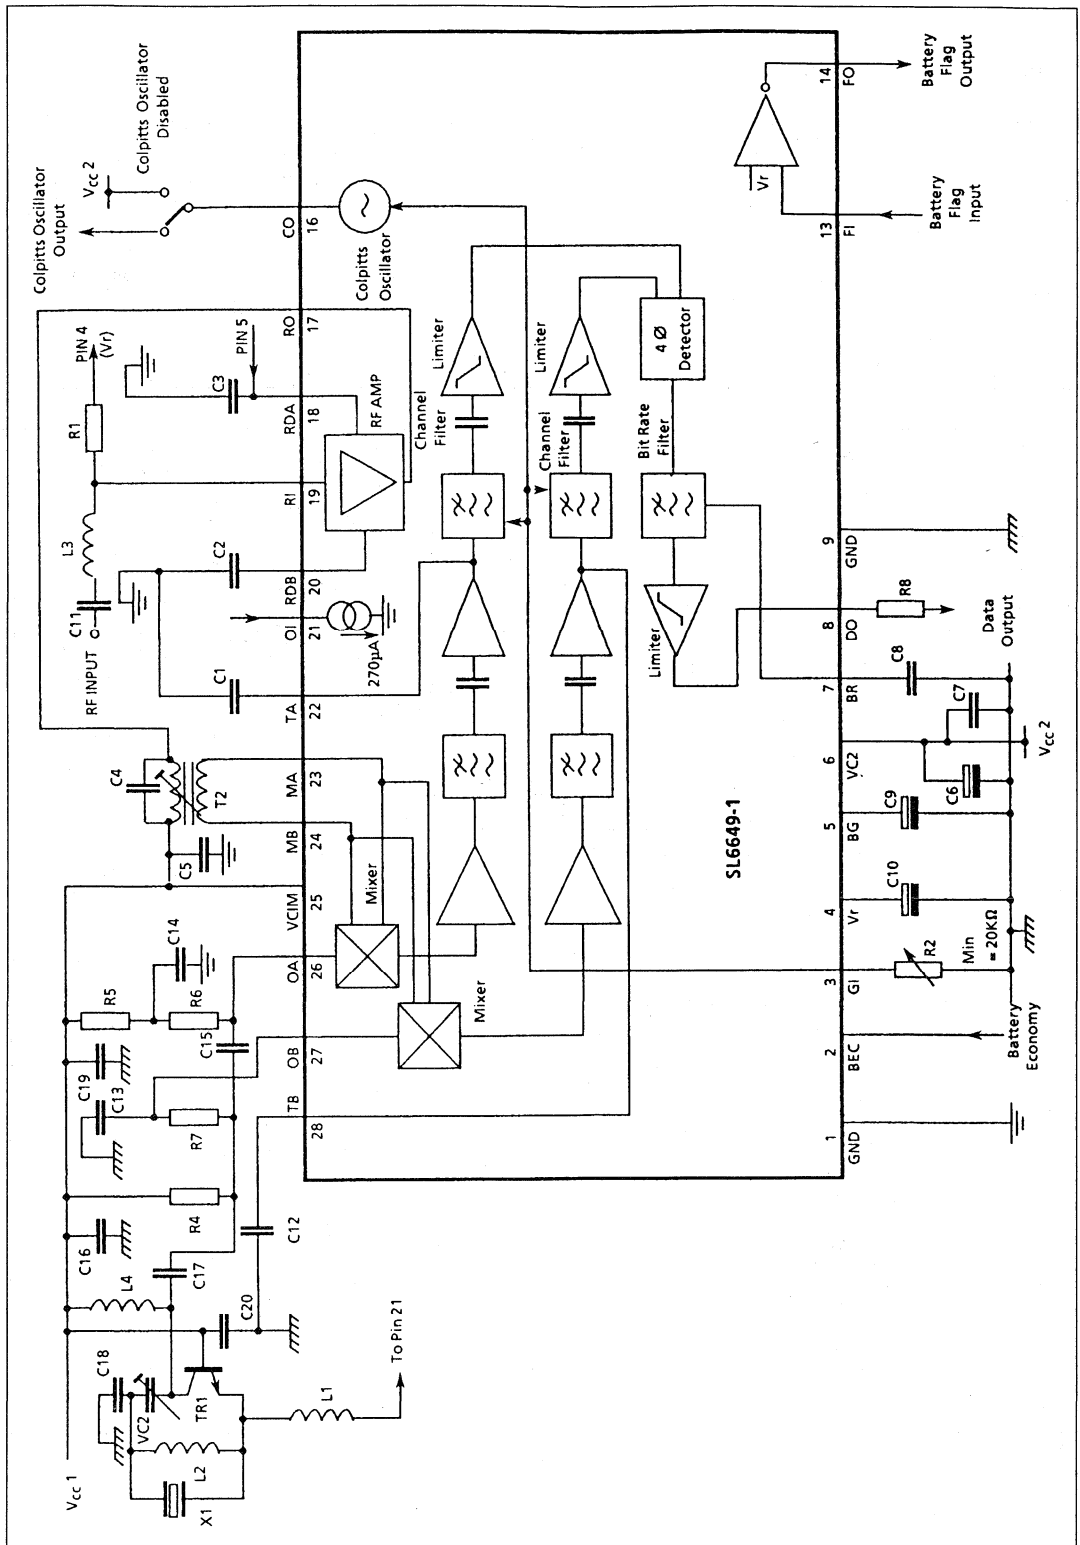 Vcc 1
X1
L2
VC2
C18
TR1
L1
To Pin 21
C20
L4
C17
C16
R4
C12
R7
C13
C19
C15
R5
R6
C14
C5
C4
T2
RF INPUT
C11
L3
R1
PIN 4
(Vr)
C1
C2
C3
PIN 5
Colpitts Oscillator
Output
Vcc 2
Colpitts Oscillator
Disabled
28
TB
27
OB
26
OA
25
VCIM
24
MB
23
MA
22
TA
21
OI
20
RDB
19
RI
18
RDA
17
RO
16
CO
Mixer
Mixer
270µA
RF AMP
Colpitts
Oscillator
Channel
Filter
Limiter
Channel
Filter
Limiter
4 Ø
Detector
Bit Rate
Filter
Limiter
SL6649-1
Vr
1
GND
2
BEC
3
GI
4
Vr
5
BG
6
VC2
7
BR
8
DO
9
GND
13
FI
14
FO
Battery
Economy
R2
Min
= 20KΩ
C10
C9
C6
C7
Vcc 2
C8
R8
Data
Output
Battery
Flag
Input
Battery
Flag
Output